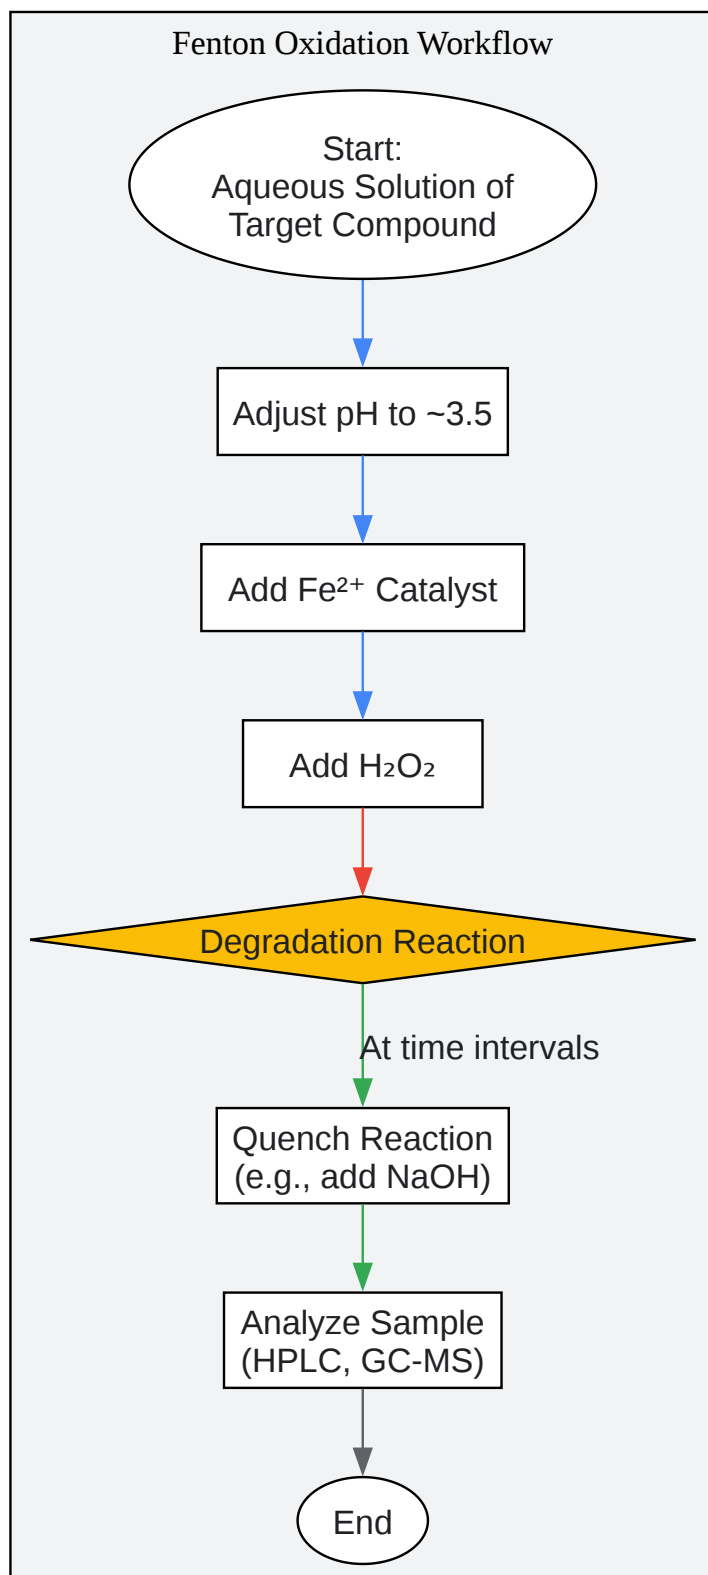 Fenton Oxidation Workflow
Start:
Aqueous Solution of
Target Compound
Adjust pH to ~3.5
Add Fe²⁺ Catalyst
Add H₂O₂
Degradation Reaction
At time intervals
Quench Reaction
(e.g., add NaOH)
Analyze Sample
(HPLC, GC-MS)
End